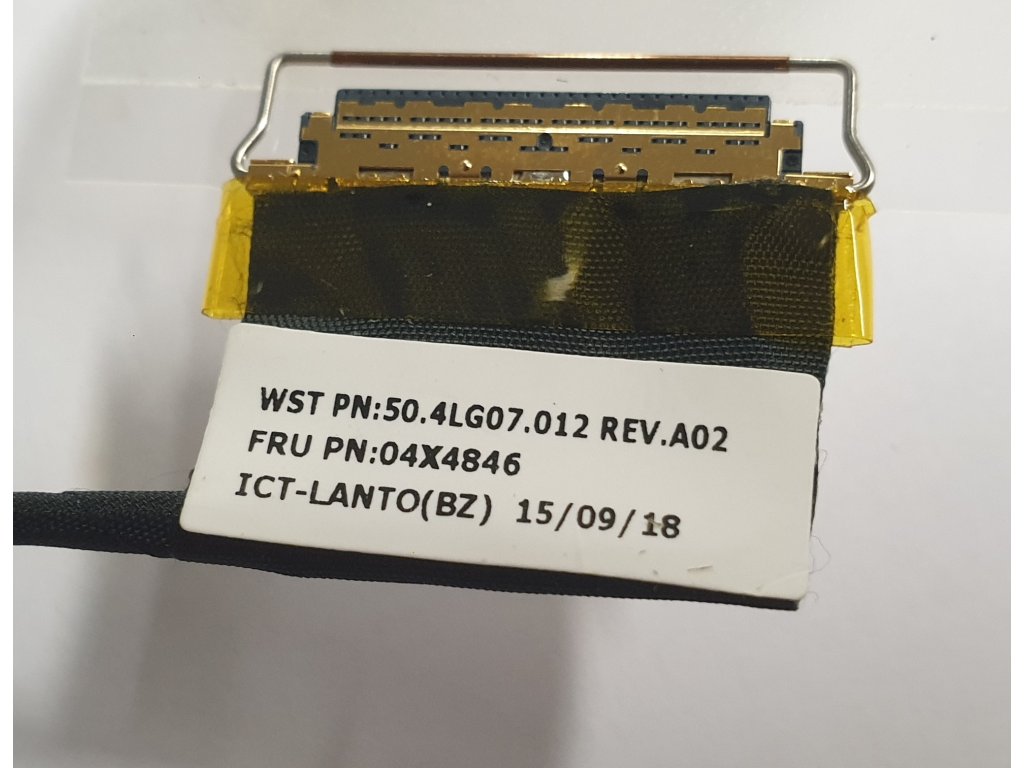 WST PN:50.4LG07.012 REV.A02
FRU PN:04X4846
ICT-LANTO(BZ) 15/09/18